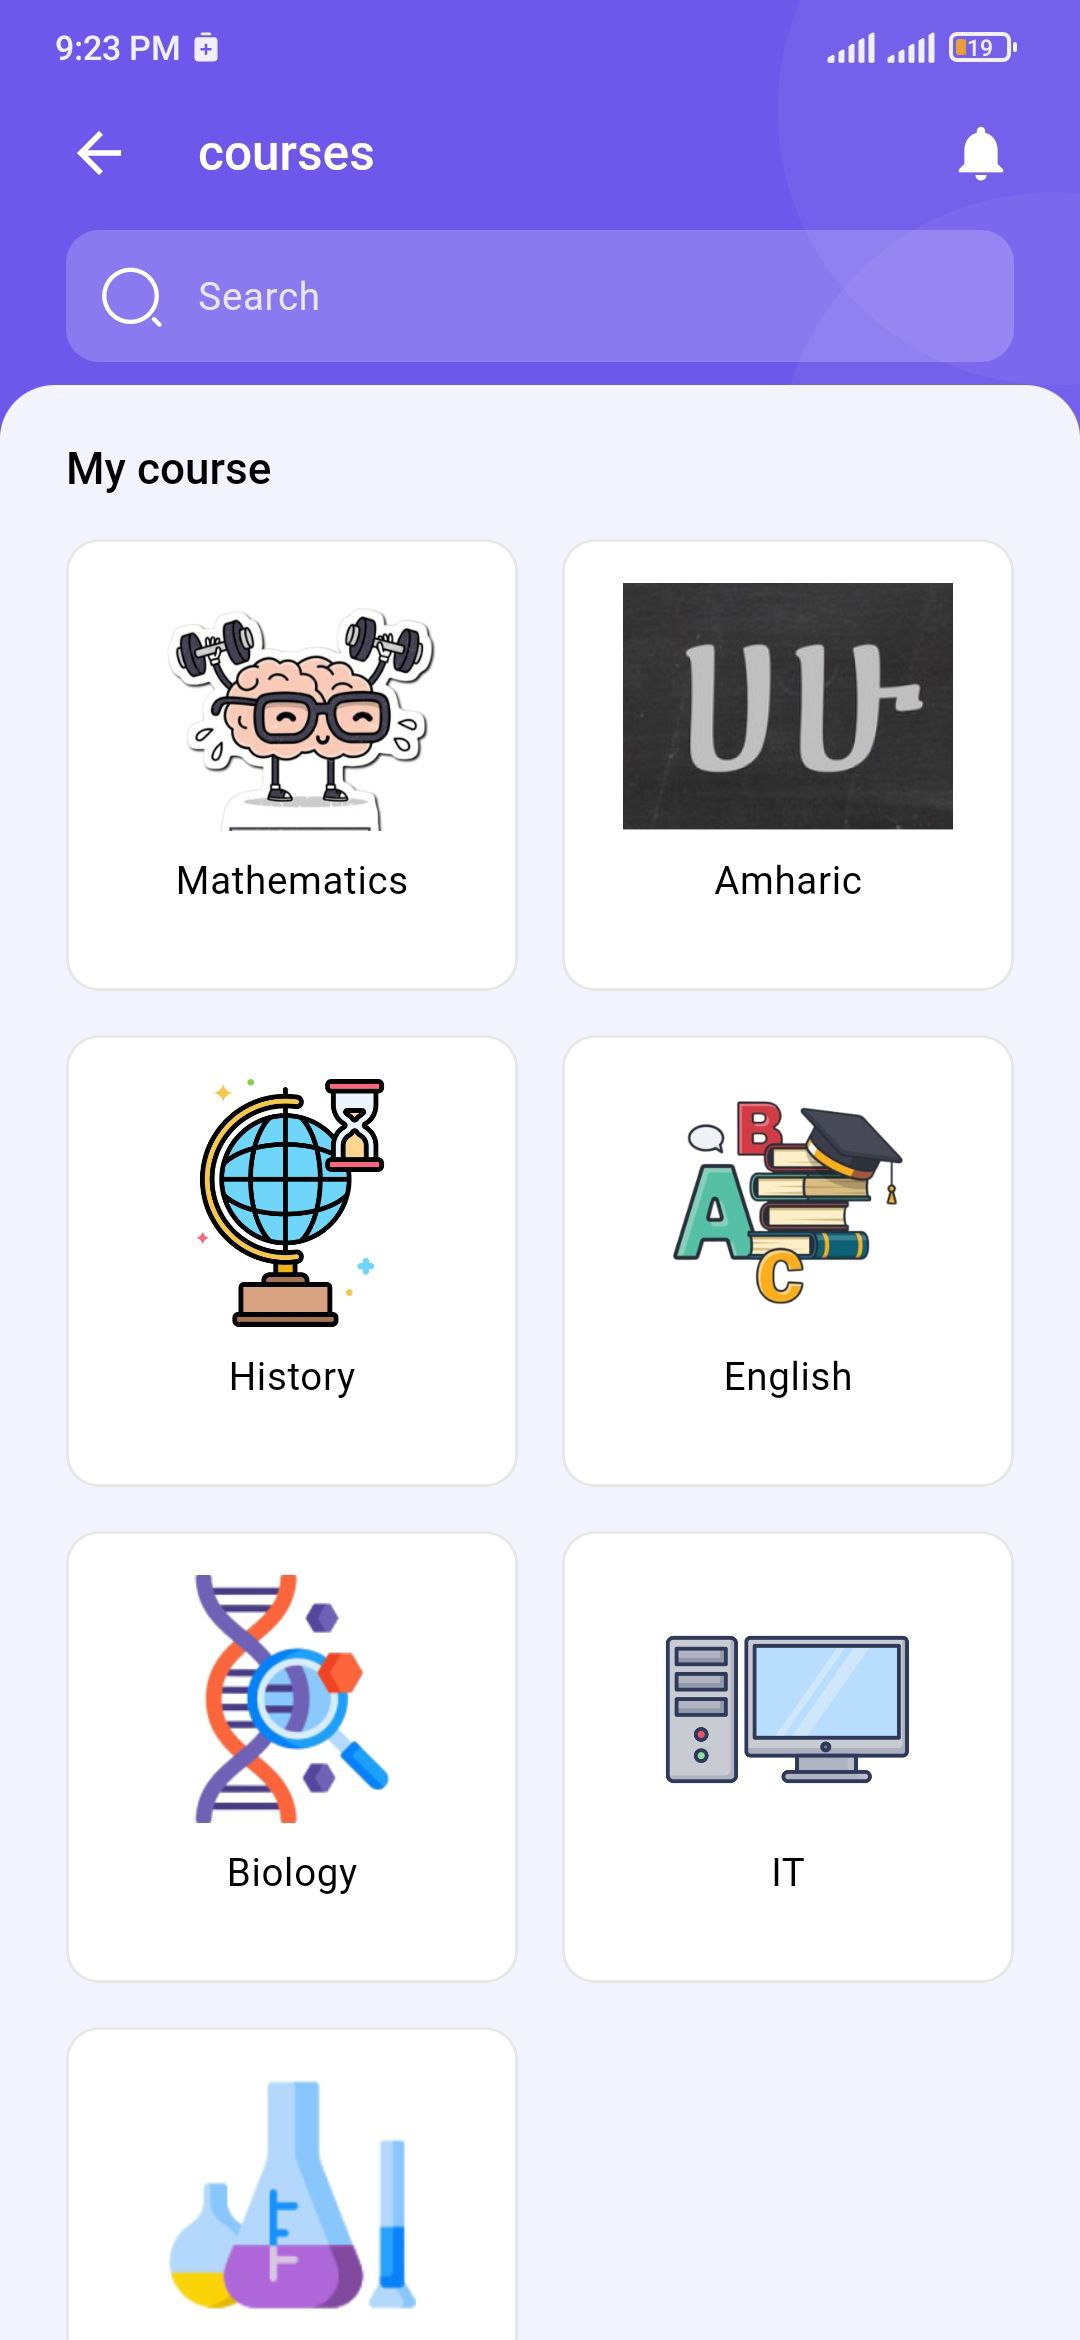 9:23 PM
19
courses
Search
My course
ሀሁ
Mathematics
Amharic
B
A
C
History
English
Biology
IT